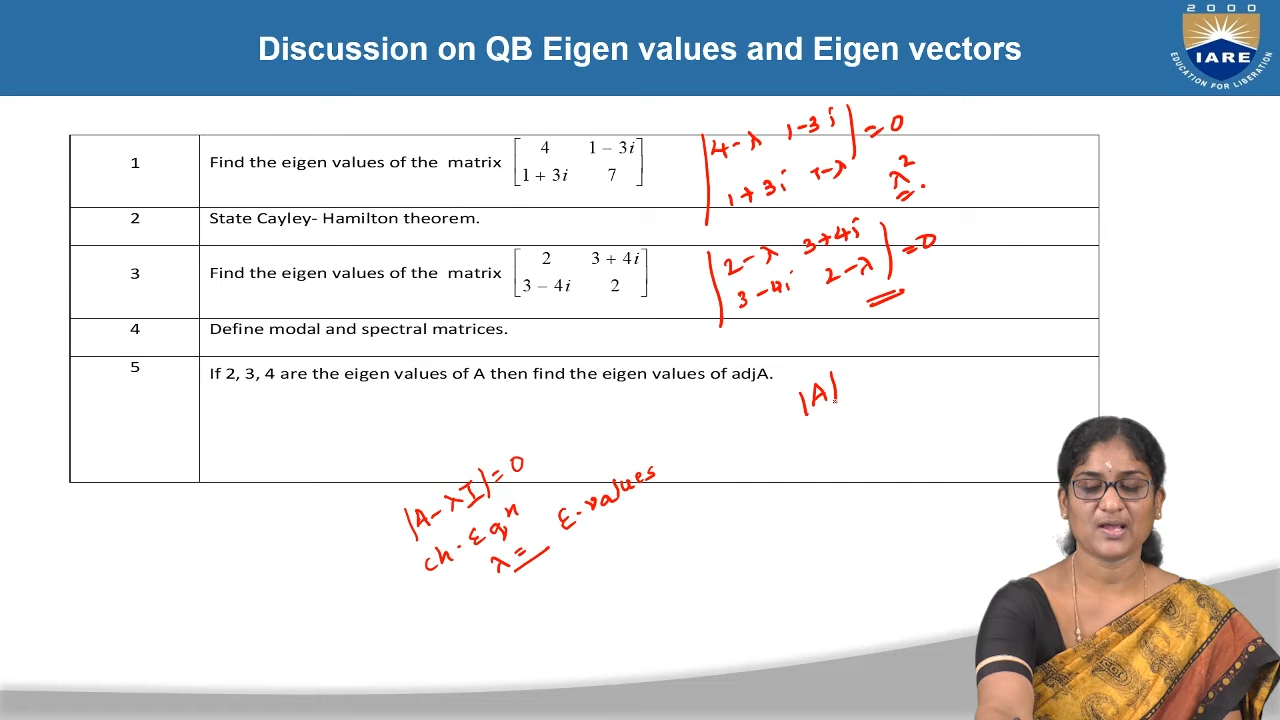 2 0 0 0
IARE
EDUCATION FOR LIBERATION
Discussion on QB Eigen values and Eigen vectors
1 Find the eigen values of the matrix [4 1 − 3i
1 + 3i 7]
|4-λ 1-3i
1+3i 7-λ| = 0
λ²
2 State Cayley- Hamilton theorem.
3 Find the eigen values of the matrix [2 3 + 4i
3 − 4i 2]
|2-λ 3+4i
3-4i 2-λ| = 0
4 Define modal and spectral matrices.
5 If 2, 3, 4 are the eigen values of A then find the eigen values of adjA.
|A|
|A-λI| = 0
ch. Eqⁿ
λ = E.values